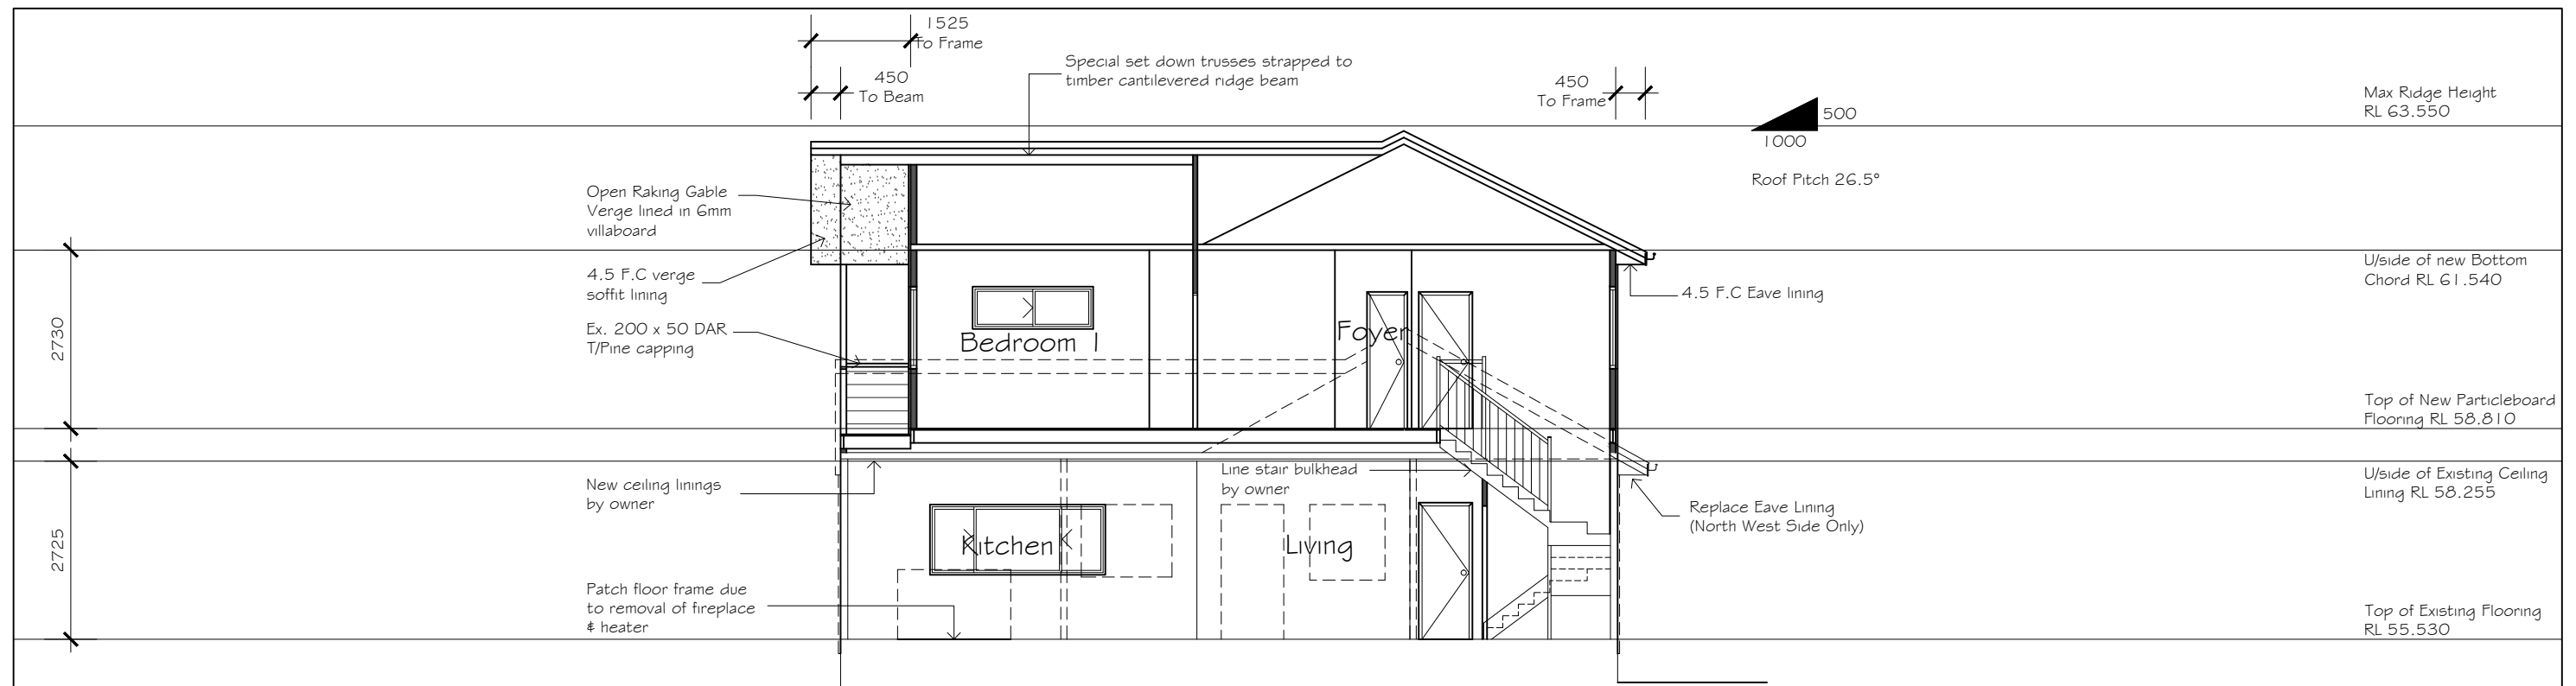 1525
To Frame
450
To Beam
Special set down trusses strapped to
timber cantilevered ridge beam
450
To Frame
500
1000
Roof Pitch 26.5°
Max Ridge Height
RL 63.550
Open Raking Gable
Verge lined in 6mm
villaboard
4.5 F.C verge
soffit lining
Ex. 200 x 50 DAR
T/Pine capping
2730
Bedroom 1
Foyer
4.5 F.C Eave lining
U/side of new Bottom
Chord RL 61.540
Top of New Particleboard
Flooring RL 58.810
New ceiling linings
by owner
Line stair bulkhead
by owner
U/side of Existing Ceiling
Lining RL 58.255
Replace Eave Lining
(North West Side Only)
2725
Kitchen
Living
Patch floor frame due
to removal of fireplace
& heater
Top of Existing Flooring
RL 55.530